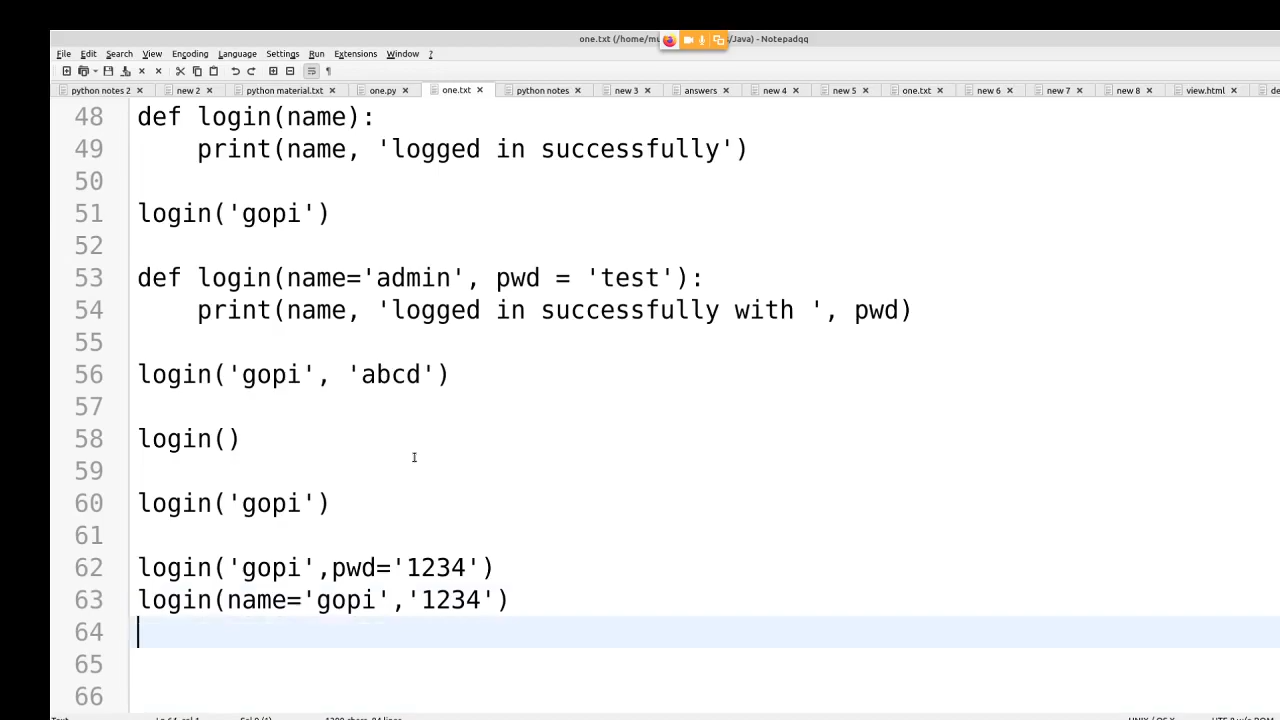 one.txt (/home/mu /Java) - Notepadqq
File Edit Search View Encoding Language Settings Run Extensions Window ?
python notes 2 new 2 python material.txt one.py one.txt python notes new 3 answers new 4 new 5 one.txt new 6 new 7 new 8 view.html
48 def login(name):
49 print(name, 'logged in successfully')
50
51 login('gopi')
52
53 def login(name='admin', pwd = 'test'):
54 print(name, 'logged in successfully with ', pwd)
55
56 login('gopi', 'abcd')
57
58 login()
59
60 login('gopi')
61
62 login('gopi',pwd='1234')
63 login(name='gopi','1234')
64
65
66